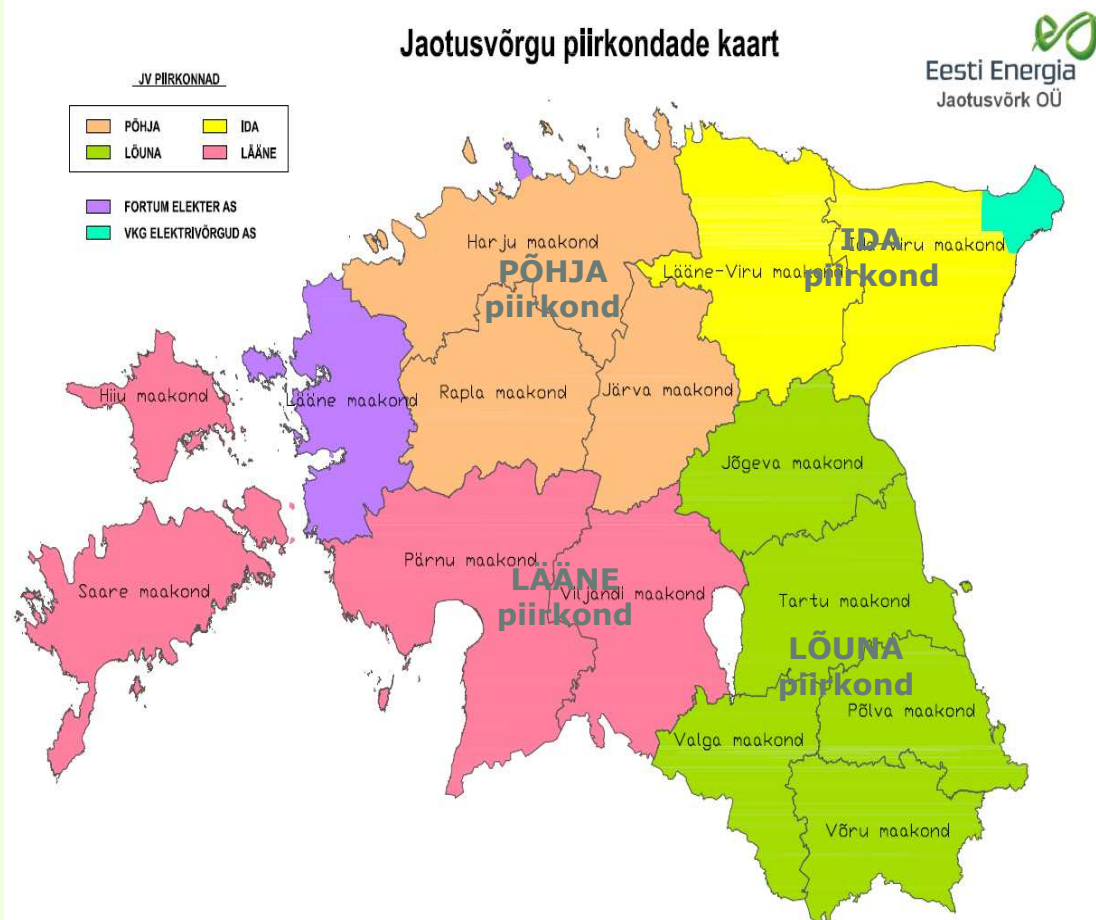 Jaotusvõrgu piirkondade kaart
Eesti Energia
Jaotusvõrk OÜ
JV PIIRKONNAD
PÕHJA
IDA
LÕUNA
LÄÄNE
FORTUM ELEKTER AS
VKG ELEKTRIVÕRGUD AS
Harju maakond
PÕHJA
piirkond
Lääne-Viru maakond
Ida-Viru maakond
IDA
piirkond
Hiiu maakond
Lääne maakond
Rapla maakond
Järva maakond
Jõgeva maakond
Saare maakond
Pärnu maakond
LÄÄNE
piirkond
Viljandi maakond
Tartu maakond
LÕUNA
piirkond
Põlva maakond
Valga maakond
Võru maakond